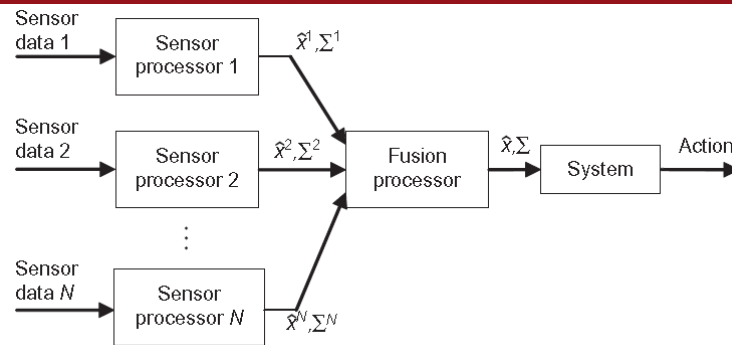 Sensor
data 1
Sensor
processor 1
x̂¹,Σ¹
Sensor
data 2
Sensor
processor 2
x̂²,Σ²
Fusion
processor
x̂,Σ
System
Action
⋮
Sensor
data N
Sensor
processor N
x̂ᴺ,Σᴺ